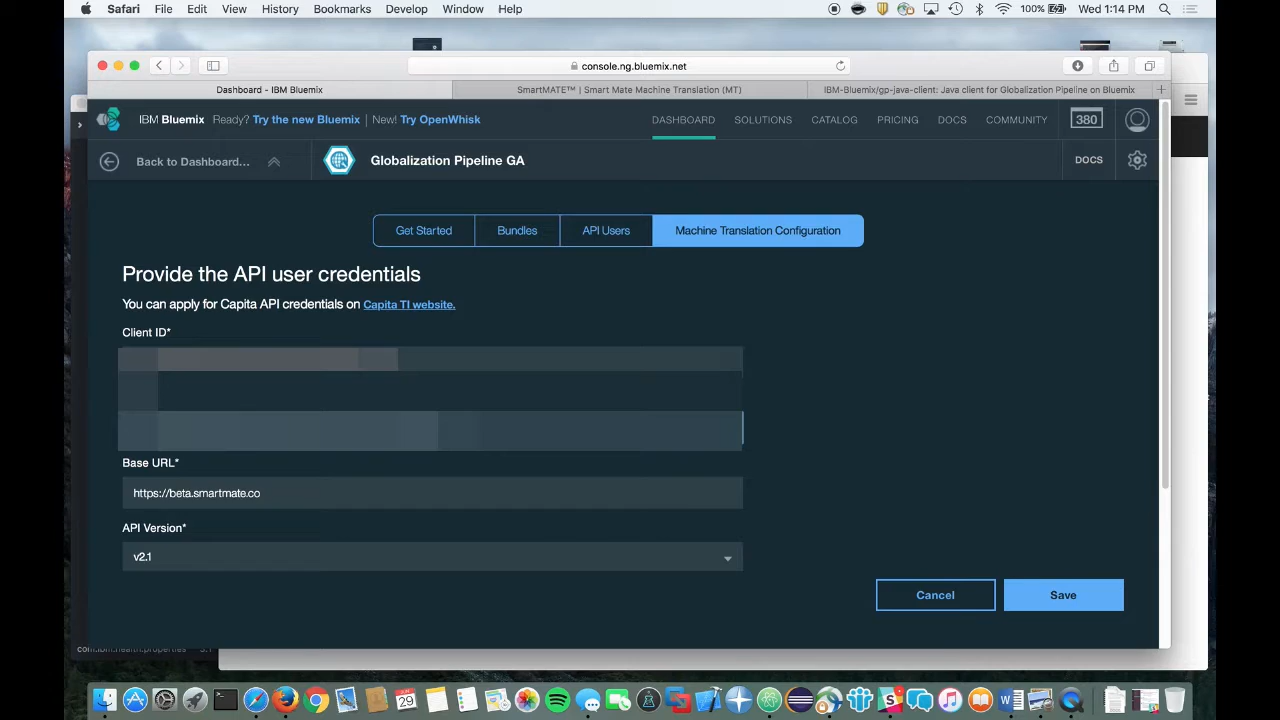 Safari File Edit View History Bookmarks Develop Window Help 100% Wed 1:14 PM
console.ng.bluemix.net
Dashboard - IBM Bluemix
SmartMATE™ | Smart Mate Machine Translation (MT)
IBM-Bluemix/gp-java-client: Java client for Globalization Pipeline on Bluemix
IBM Bluemix Ready? Try the new Bluemix | New! Try OpenWhisk DASHBOARD SOLUTIONS CATALOG PRICING DOCS COMMUNITY 380
Back to Dashboard... Globalization Pipeline GA DOCS
Get Started Bundles API Users Machine Translation Configuration
Provide the API user credentials
You can apply for Capita API credentials on Capita TI website.
Client ID*
Base URL*
https://beta.smartmate.co
API Version*
v2.1
Cancel Save
com.ibm.health.properties